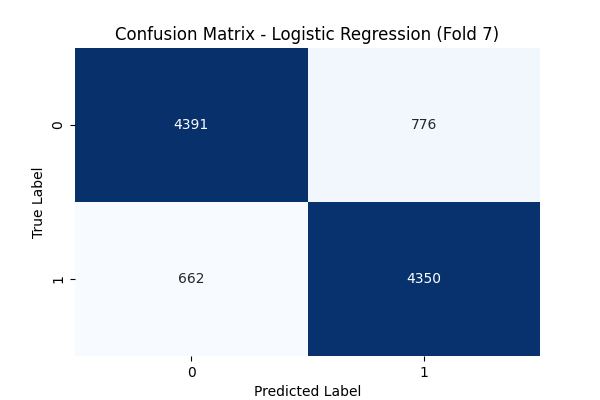 Confusion Matrix - Logistic Regression (Fold 7)
True Label
0
4391
776
1
662
4350
0
1
Predicted Label